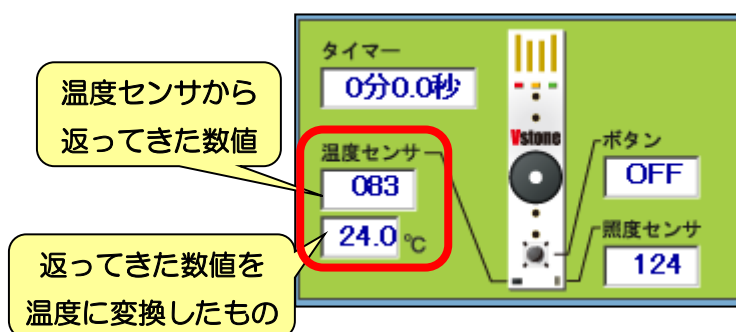 温度センサから
返ってきた数値
返ってきた数値を
温度に変換したもの
タイマー
0分0.0秒
温度センサ
083
24.0 ℃
Vstone
ボタン
OFF
照度センサ
124